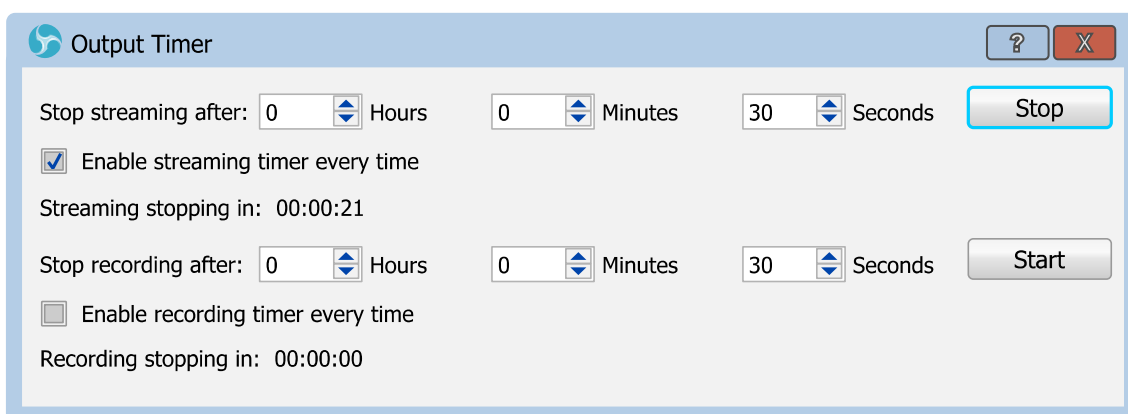 Output Timer ? X
Stop streaming after: 0 Hours 0 Minutes 30 Seconds Stop
Enable streaming timer every time
Streaming stopping in: 00:00:21
Stop recording after: 0 Hours 0 Minutes 30 Seconds Start
Enable recording timer every time
Recording stopping in: 00:00:00